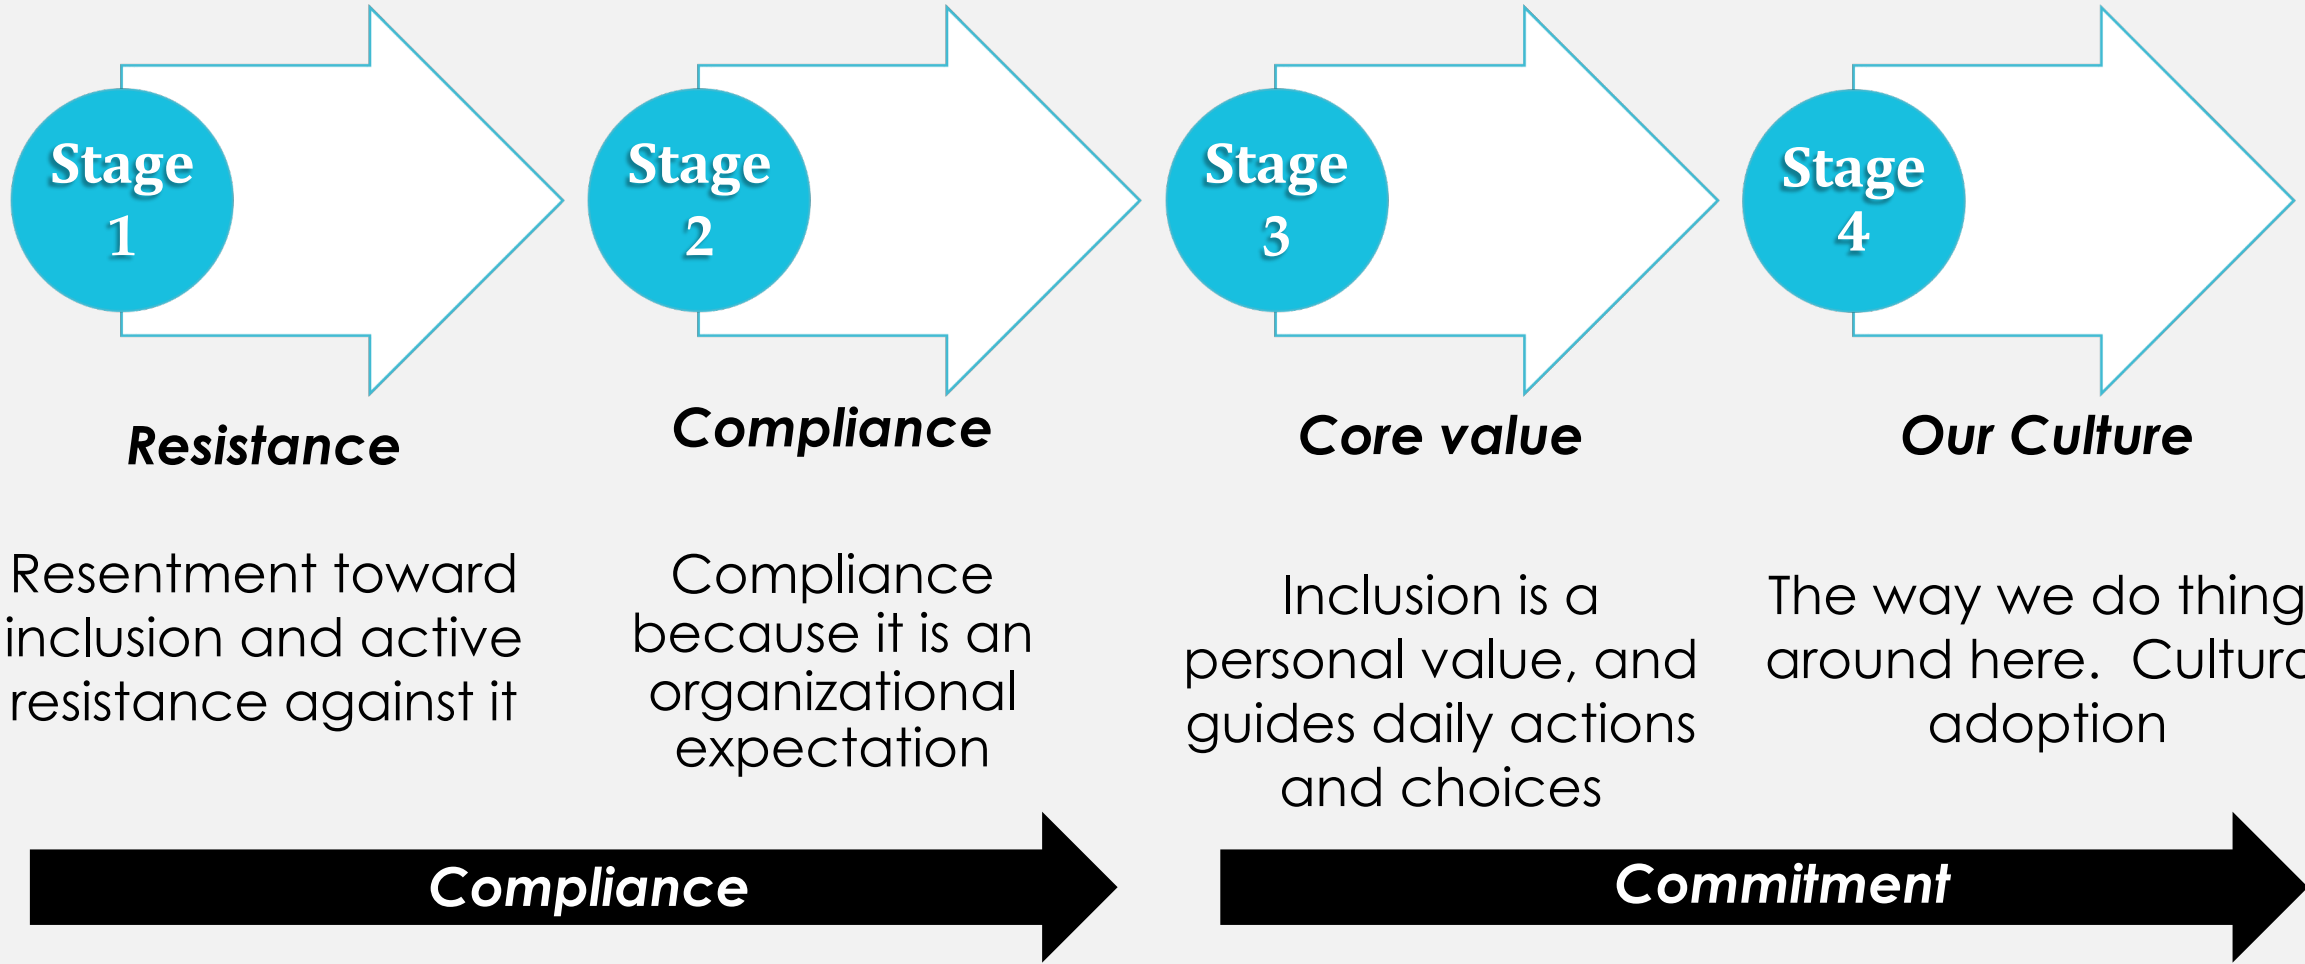 Stage
1
Stage
2
Stage
3
Stage
4
Resistance
Compliance
Core value
Our Culture
Resentment toward
inclusion and active
resistance against it
Compliance
because it is an
organizational
expectation
Inclusion is a
personal value, and
guides daily actions
and choices
The way we do thing
around here. Cultura
adoption
Compliance
Commitment